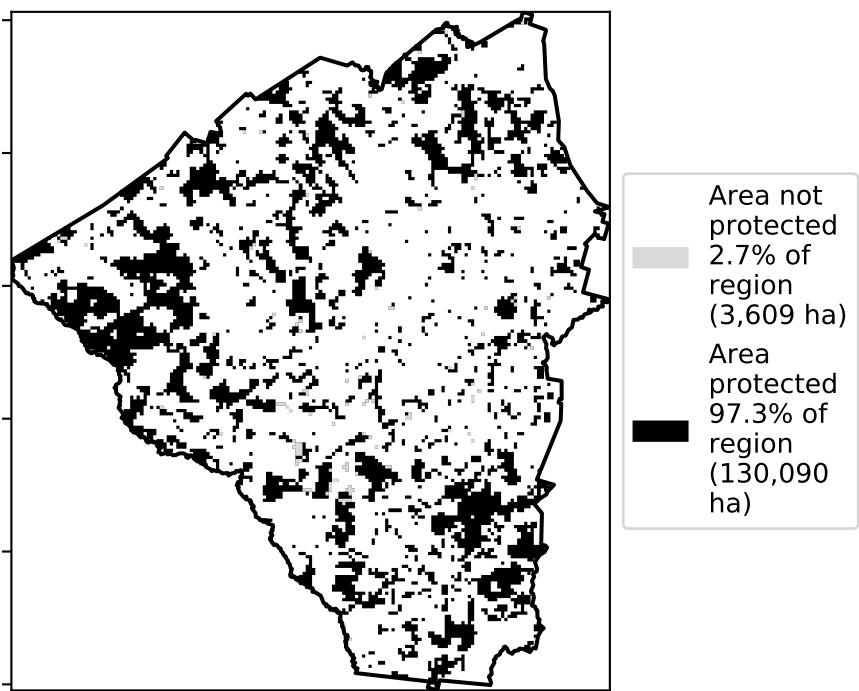 Area not
protected
2.7% of
region
(3,609 ha)
Area
protected
97.3% of
region
(130,090
ha)